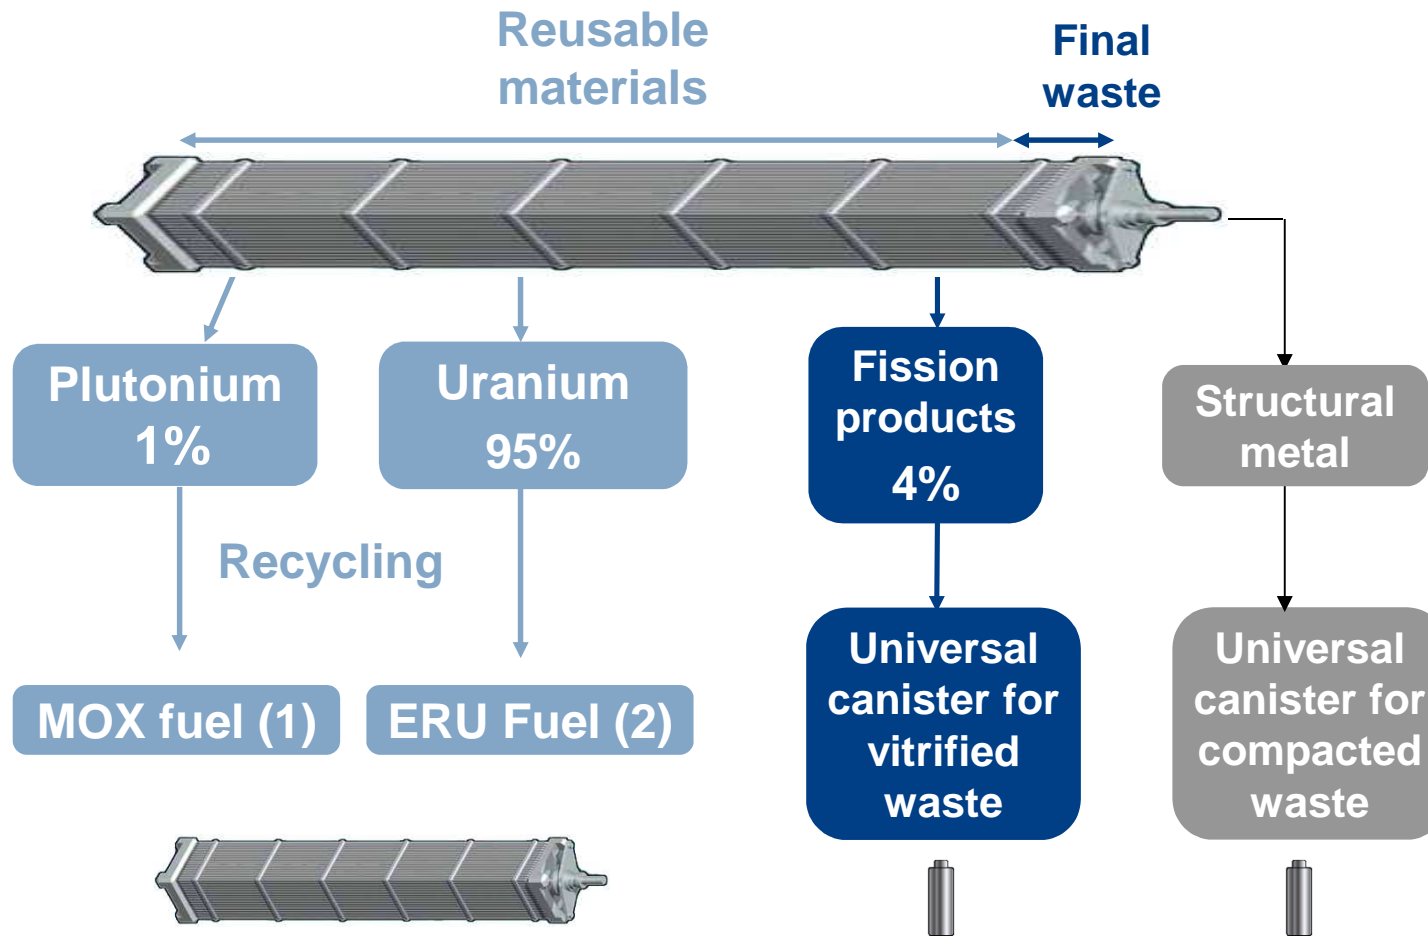 Reusable
materials
Final
waste
Plutonium
1%
Uranium
95%
Fission
products
4%
Structural
metal
Recycling
MOX fuel (1)
ERU Fuel (2)
Universal
canister for
vitrified
waste
Universal
canister for
compacted
waste